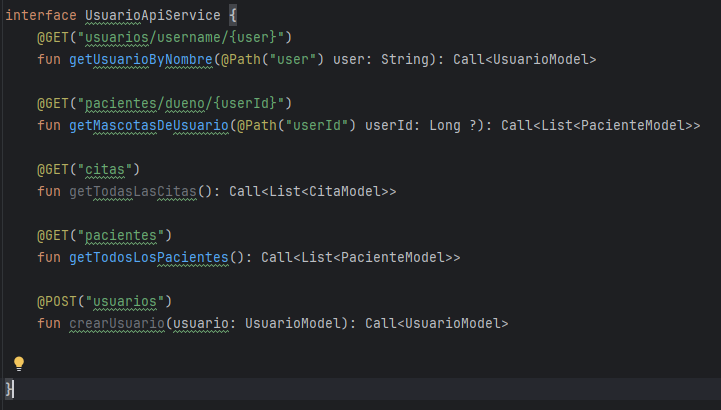 interface UsuarioApiService {
@GET("usuarios/username/{user}")
fun getUsuarioByNombre(@Path("user") user: String): Call<UsuarioModel>
@GET("pacientes/dueno/{userId}")
fun getMascotasDeUsuario(@Path("userId") userId: Long ?): Call<List<PacienteModel>>
@GET("citas")
fun getTodasLasCitas(): Call<List<CitaModel>>
@GET("pacientes")
fun getTodosLosPacientes(): Call<List<PacienteModel>>
@POST("usuarios")
fun crearUsuario(usuario: UsuarioModel): Call<UsuarioModel>
}